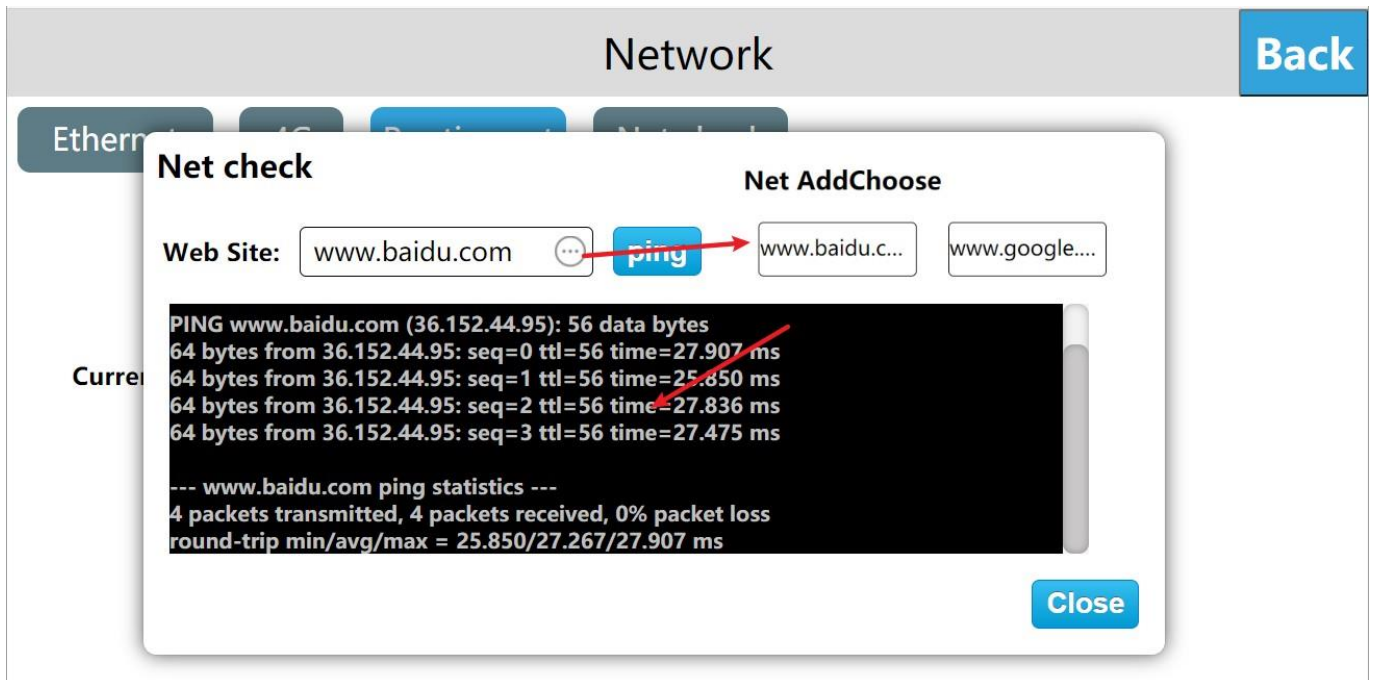 Network
Back
Net check
Net AddChoose
Web Site:
www.baidu.com
ping
www.baidu.c...
www.google....
PING www.baidu.com (36.152.44.95): 56 data bytes
64 bytes from 36.152.44.95: seq=0 ttl=56 time=27.907 ms
64 bytes from 36.152.44.95: seq=1 ttl=56 time=25.850 ms
64 bytes from 36.152.44.95: seq=2 ttl=56 time=27.836 ms
64 bytes from 36.152.44.95: seq=3 ttl=56 time=27.475 ms
--- www.baidu.com ping statistics ---
4 packets transmitted, 4 packets received, 0% packet loss
round-trip min/avg/max = 25.850/27.267/27.907 ms
Close